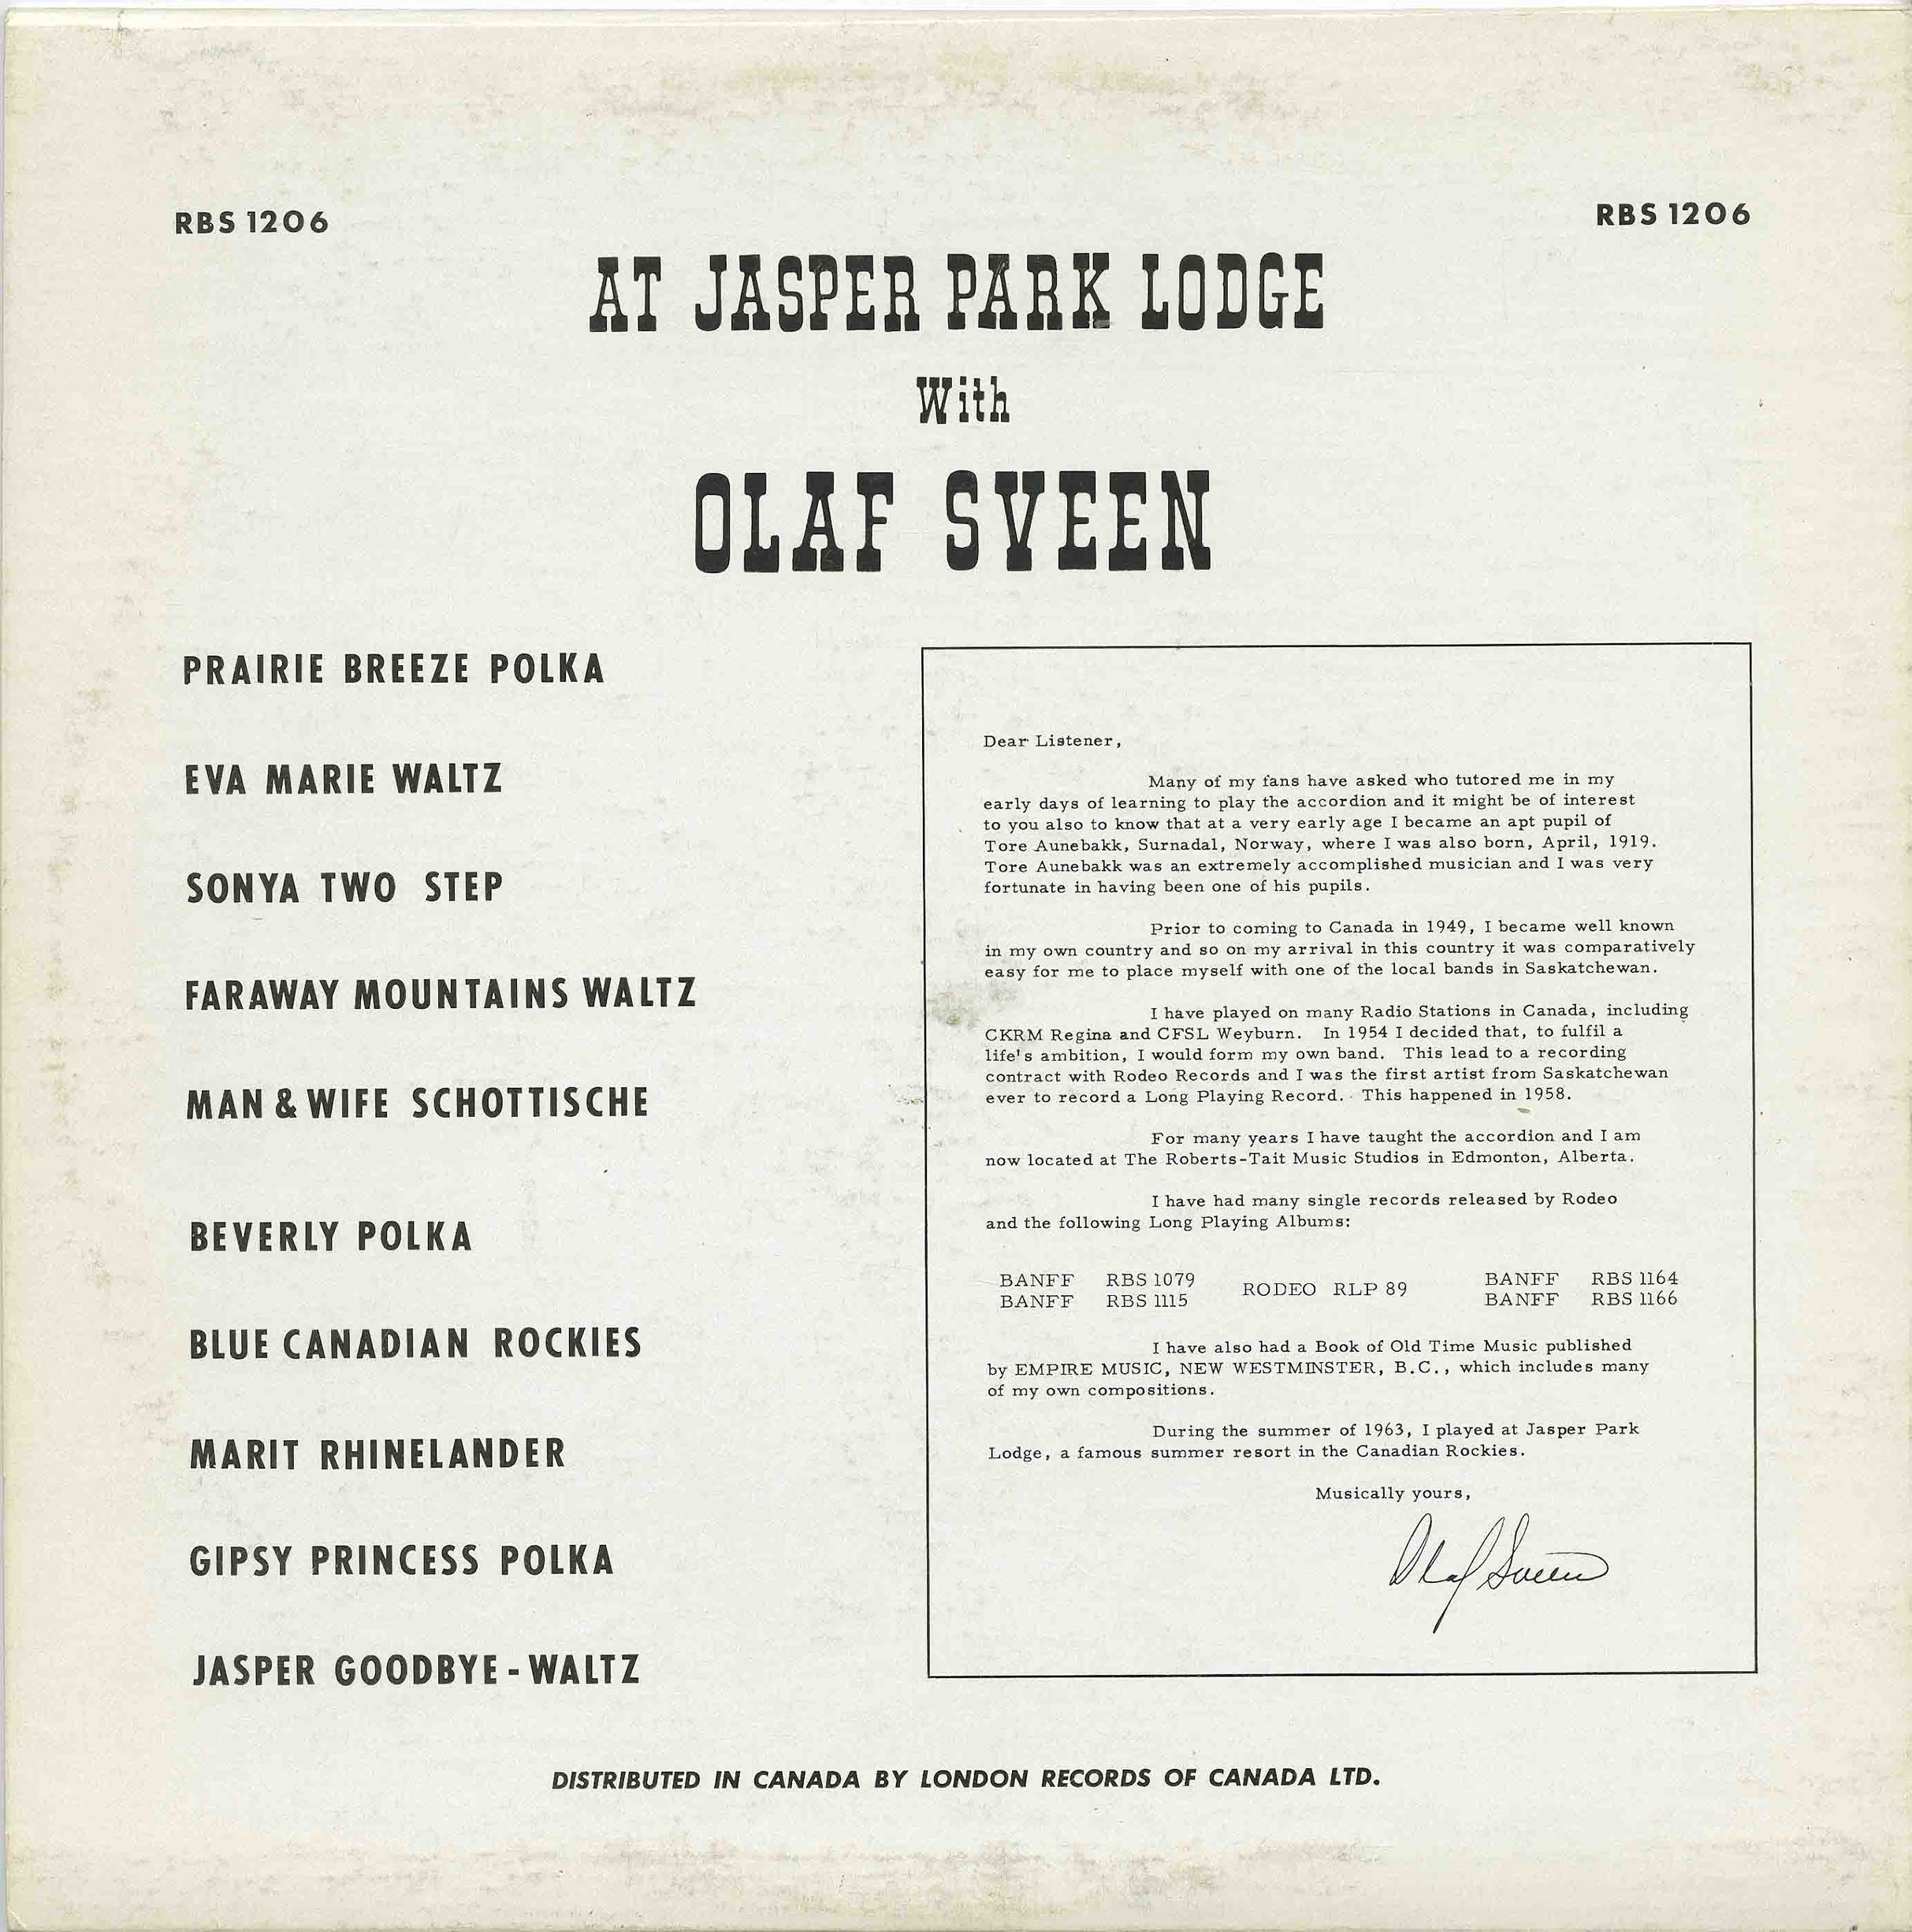 RBS 1206
RBS 1206
AT JASPER PARK LODGE
With
OLAF SVEEN
PRAIRIE BREEZE POLKA
EVA MARIE WALTZ
SONYA TWO STEP
FARAWAY MOUNTAINS WALTZ
MAN & WIFE SCHOTTISCHE
BEVERLY POLKA
BLUE CANADIAN ROCKIES
MARIT RHINELANDER
GIPSY PRINCESS POLKA
JASPER GOODBYE - WALTZ
Dear Listener,
Many of my fans have asked who tutored me in my
early days of learning to play the accordion and it might be of interest
to you also to know that at a very early age I became an apt pupil of
Tore Aunebakk, Surnadal, Norway, where I was also born, April, 1919.
Tore Aunebakk was an extremely accomplished musician and I was very
fortunate in having been one of his pupils.
Prior to coming to Canada in 1949, I became well known
in my own country and so on my arrival in this country it was comparatively
easy for me to place myself with one of the local bands in Saskatchewan.
I have played on many Radio Stations in Canada, including
CKRM Regina and CFSL Weyburn. In 1954 I decided that, to fulfil a
life's ambition, I would form my own band. This lead to a recording
contract with Rodeo Records and I was the first artist from Saskatchewan
ever to record a Long Playing Record. This happened in 1958.
For many years I have taught the accordion and I am
now located at The Roberts-Tait Music Studios in Edmonton, Alberta.
I have had many single records released by Rodeo
and the following Long Playing Albums:
BANFF RBS 1079 RODEO RLP 89 BANFF RBS 1164
BANFF RBS 1115 BANFF RBS 1166
I have also had a Book of Old Time Music published
by EMPIRE MUSIC, NEW WESTMINSTER, B.C., which includes many
of my own compositions.
During the summer of 1963, I played at Jasper Park
Lodge, a famous summer resort in the Canadian Rockies.
Musically yours,
Olaf Sveen
DISTRIBUTED IN CANADA BY LONDON RECORDS OF CANADA LTD.